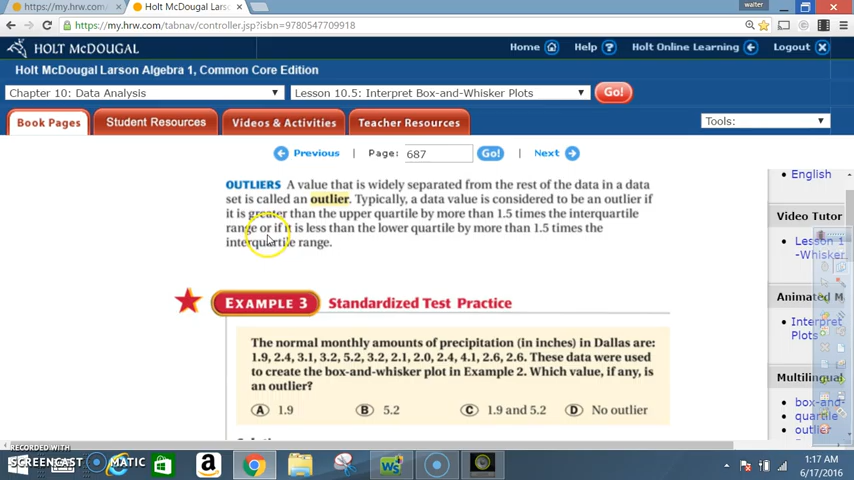 https://my.hrw.com/tabnav/
Holt McDougal Larson
walter
https://my.hrw.com/tabnav/controller.jsp?isbn=9780547709918
HOLT McDOUGAL
Home
Help
Holt Online Learning
Logout
Holt McDougal Larson Algebra 1, Common Core Edition
Chapter 10: Data Analysis
Lesson 10.5: Interpret Box-and-Whisker Plots
Go!
Book Pages
Student Resources
Videos & Activities
Teacher Resources
Tools:
Previous | Page: 687 Go! | Next
OUTLIERS A value that is widely separated from the rest of the data in a data
set is called an outlier. Typically, a data value is considered to be an outlier if
it is greater than the upper quartile by more than 1.5 times the interquartile
range or if it is less than the lower quartile by more than 1.5 times the
interquartile range.
EXAMPLE 3 Standardized Test Practice
The normal monthly amounts of precipitation (in inches) in Dallas are:
1.9, 2.4, 3.1, 3.2, 5.2, 3.2, 2.1, 2.0, 2.4, 4.1, 2.6, 2.6. These data were used
to create the box-and-whisker plot in Example 2. Which value, if any, is
an outlier?
A 1.9
B 5.2
C 1.9 and 5.2
D No outlier
English
Video Tutor
Lesson 1
-Whisker
Animated M
Interpret
Plots
Multilingual
box-and-
quartile
outlier
RECORDED WITH
SCREENCAST MATIC
1:17 AM
6/17/2016